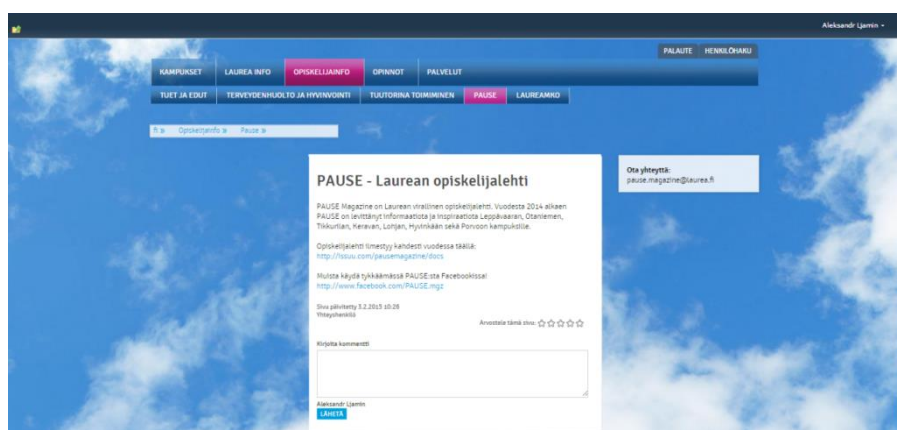 Aleksandr Ljamin
PALAUTE HENKILÖHAKU
KAMPUKSET LAUREA INFO OPISKELIJAINFO OPINNOT PALVELUT
TUET JA EDUT TERVEYDENHUOLTO JA HYVINVOINTI TUUTORINA TOIMIMINEN PAUSE LAUREAMKO
fi » Opiskelijainfo » Pause »
PAUSE - Laurean opiskelijalehti
Ota yhteyttä:
pause.magazine@laurea.fi
PAUSE Magazine on Laurean virallinen opiskelijalehti. Vuodesta 2014 alkaen
PAUSE on levittänyt informaatiota ja inspiraatiota Leppävaaran, Otaniemen,
Tikkurilan, Keravan, Lohjan, Hyvinkään sekä Porvoon kampuksille.
Opiskelijalehti ilmestyy kahdesti vuodessa täällä:
http://issuu.com/pausemagazine/docs
Muista käydä tykkäämässä PAUSE:sta Facebookissa!
http://www.facebook.com/PAUSE.mgz
Sivu päivitetty 3.2.2015 10:29
Yhteyshenkilö
Arvostele tämä sivu:
Kirjoita kommentti
Aleksandr Ljamin
LÄHETÄ